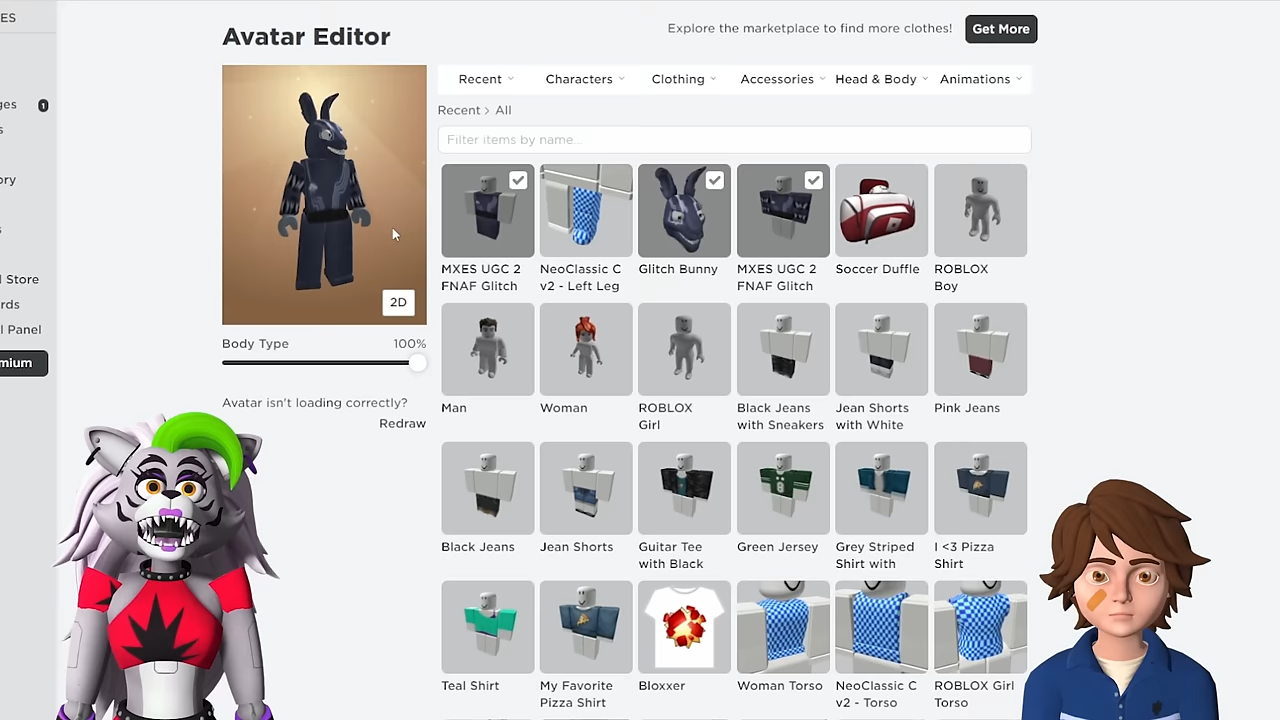 ES
Avatar Editor
Explore the marketplace to find more clothes!
Get More
Recent
Characters
Clothing
Accessories
Head & Body
Animations
Recent > All
Filter items by name...
ges
1
s
ory
s
l Store
rds
l Panel
mium
2D
Body Type
100%
Avatar isn't loading correctly?
Redraw
MXES UGC 2
FNAF Glitch
NeoClassic C
v2 - Left Leg
Glitch Bunny
MXES UGC 2
FNAF Glitch
Soccer Duffle
ROBLOX
Boy
Man
Woman
ROBLOX
Girl
Black Jeans
with Sneakers
Jean Shorts
with White
Pink Jeans
Black Jeans
Jean Shorts
Guitar Tee
with Black
Green Jersey
Grey Striped
Shirt with
I <3 Pizza
Shirt
Teal Shirt
My Favorite
Pizza Shirt
Bloxxer
Woman Torso
NeoClassic C
v2 - Torso
ROBLOX Girl
Torso